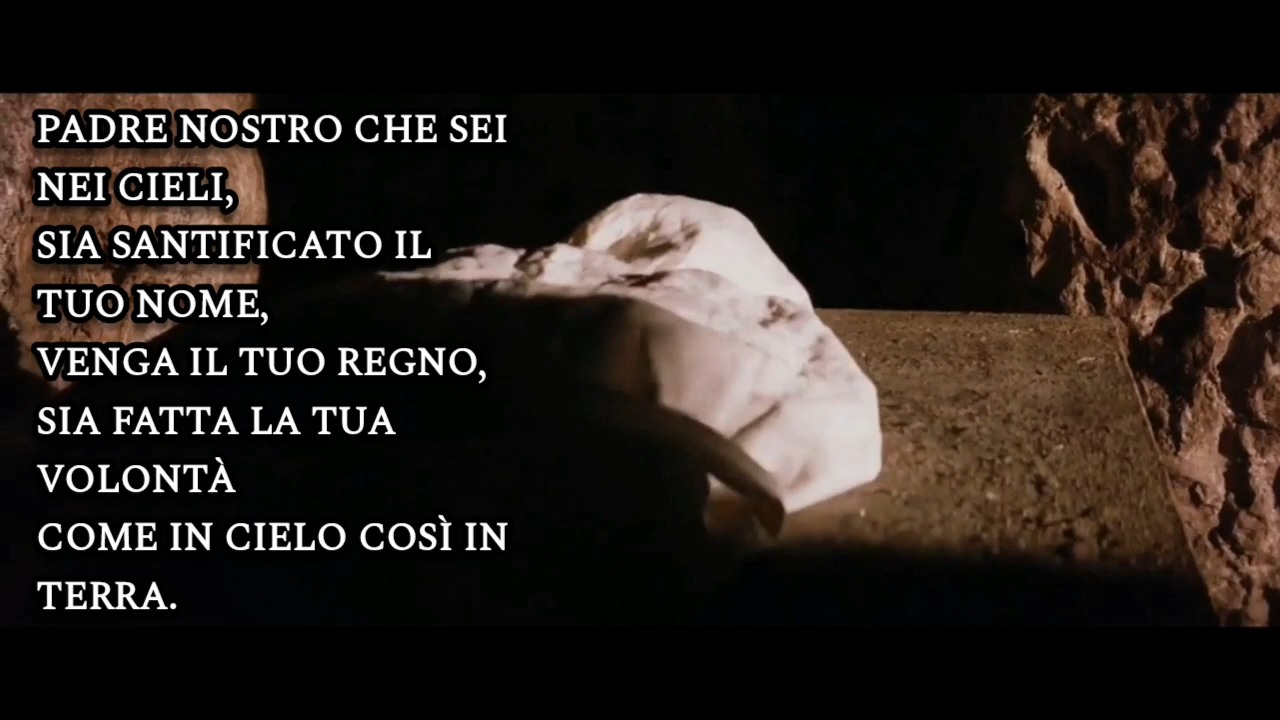 PADRE NOSTRO CHE SEI
NEI CIELI,
SIA SANTIFICATO IL
TUO NOME,
VENGA IL TUO REGNO,
SIA FATTA LA TUA
VOLONTÀ
COME IN CIELO COSÌ IN
TERRA.